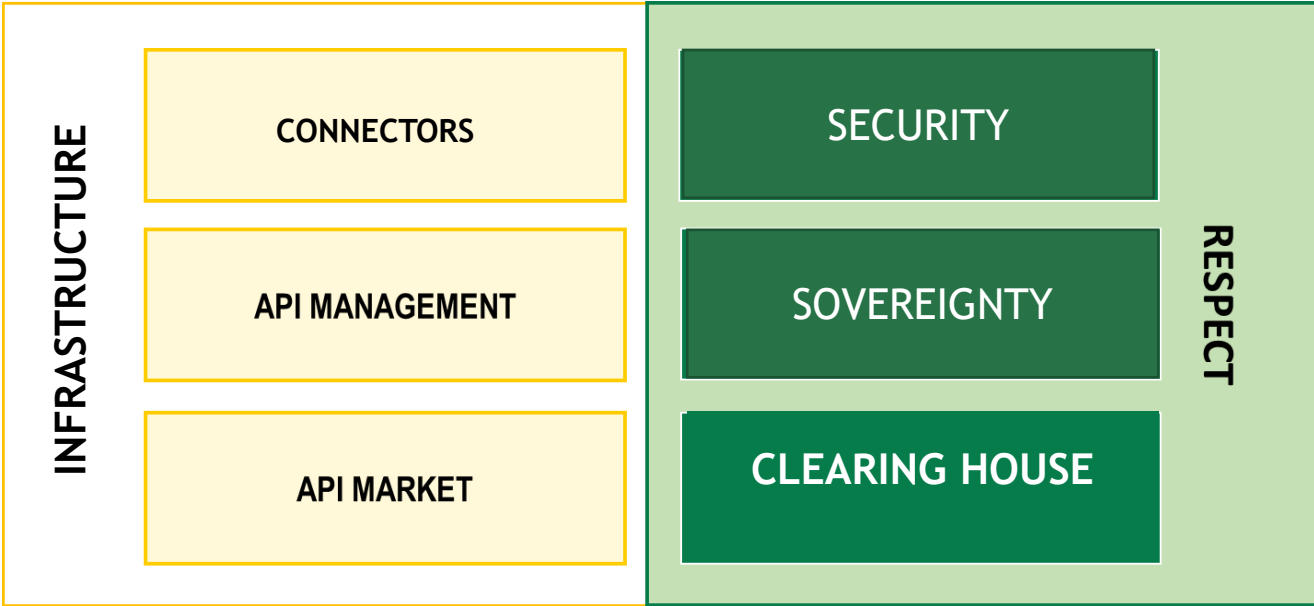 INFRASTRUCTURE
CONNECTORS
API MANAGEMENT
API MARKET
SECURITY
SOVEREIGNTY
CLEARING HOUSE
RESPECT